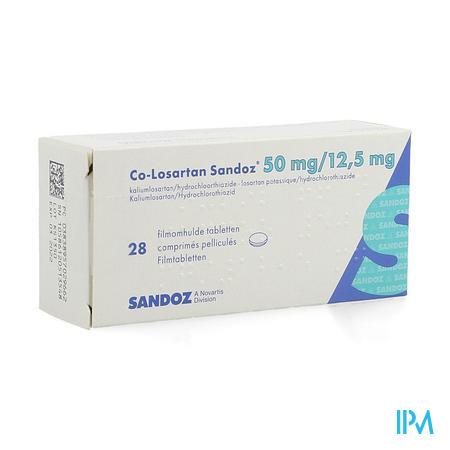 Co-Losartan Sandoz® 50 mg/12,5 mg
kaliumlosartan/hydrochloorthiazide - losartan potassique/hydrochlorothiazide
Kaliumlosartan/Hydrochlorothiazid
28
filmomhulde tabletten
comprimés pelliculés
Filmtabletten
SANDOZ A Novartis
Division
SANDOZ
IPM